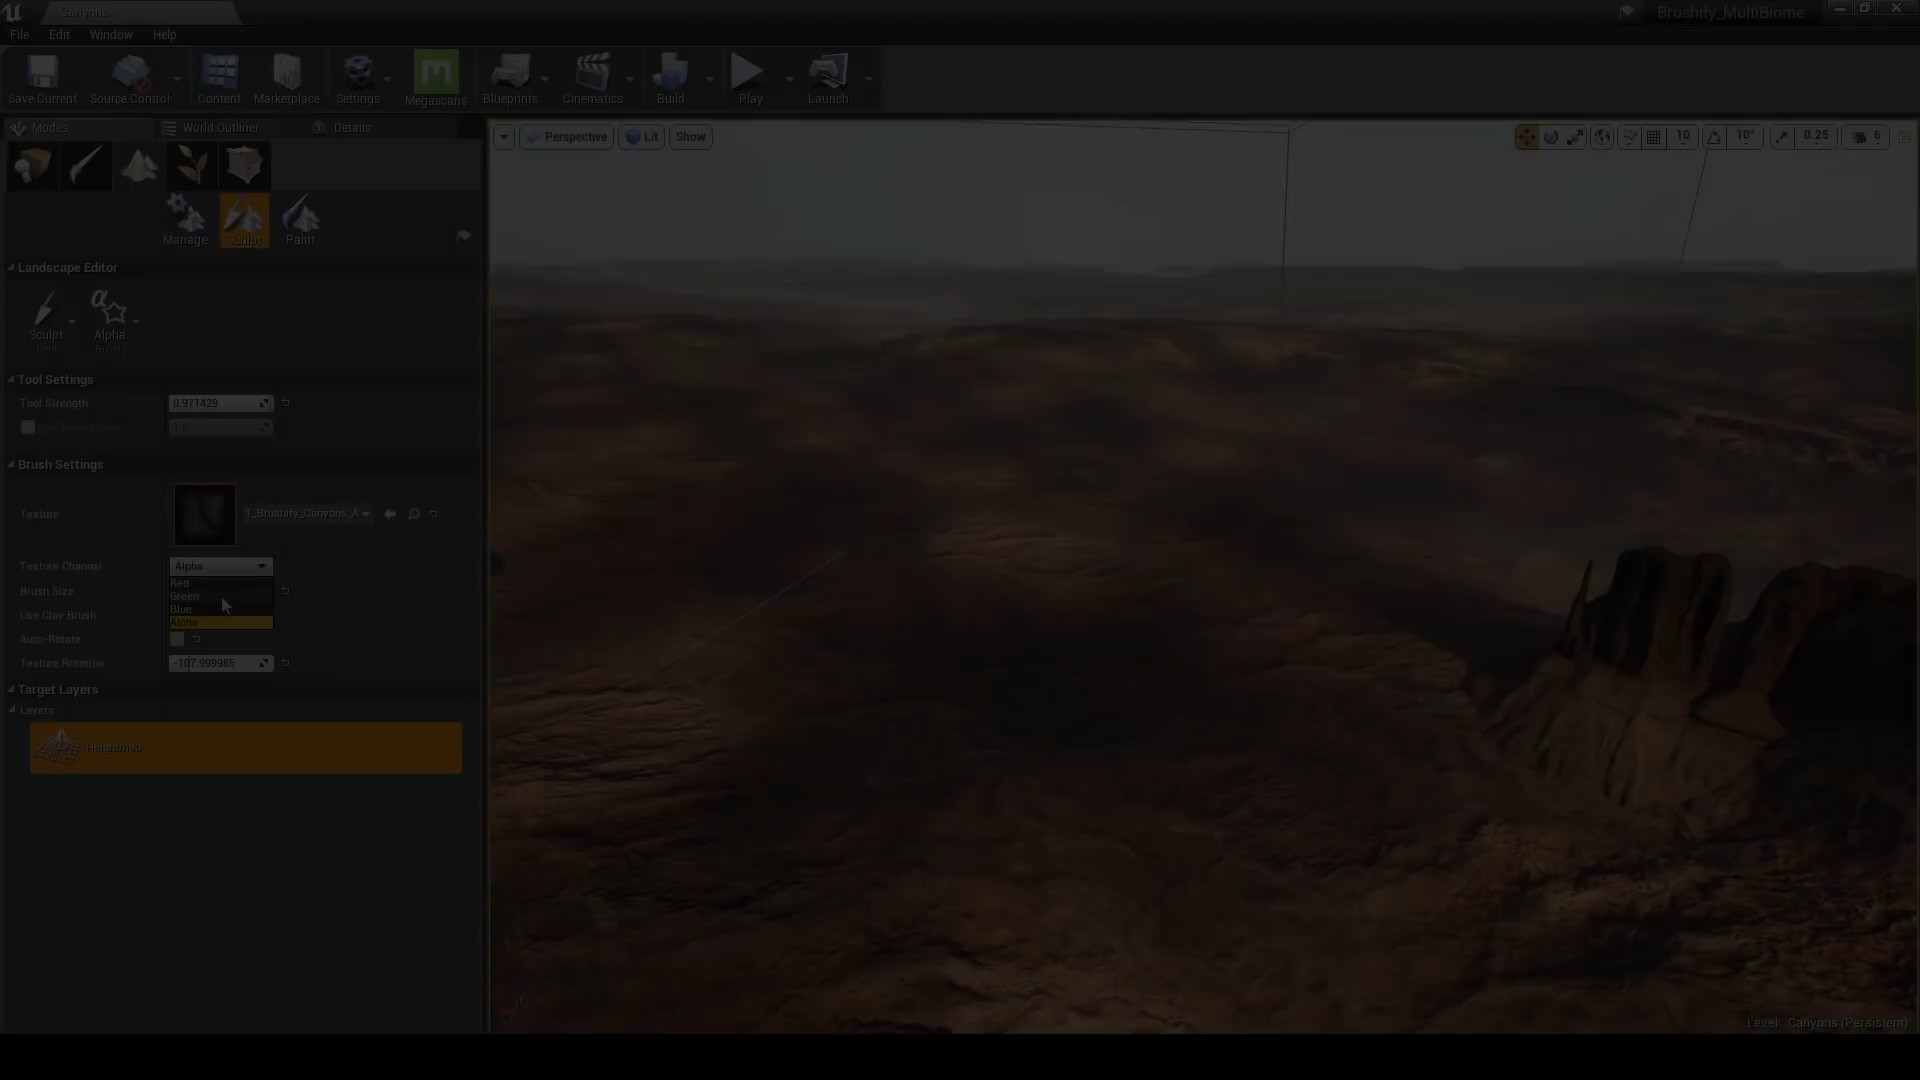 Canyons
Brushify_MultiBiome
File Edit Window Help
Save Current Source Control Content Marketplace Settings Megascans Blueprints Cinematics Build Play Launch
Modes World Outliner Details
Perspective Lit Show 10 10° 0.25 6
Manage Sculpt Paint
Landscape Editor
Sculpt Alpha
Brush
Tool Settings
Tool Strength 0.971429
Brush Settings
Texture T_Brushify_Canyons_A
Texture Channel Alpha
Red
Brush Size
Green
Blue
Use Clay Brush
Alpha
Auto-Rotate
Texture Rotation -107.999985
Target Layers
Layers
Heightmap
Level: Canyons (Persistent)